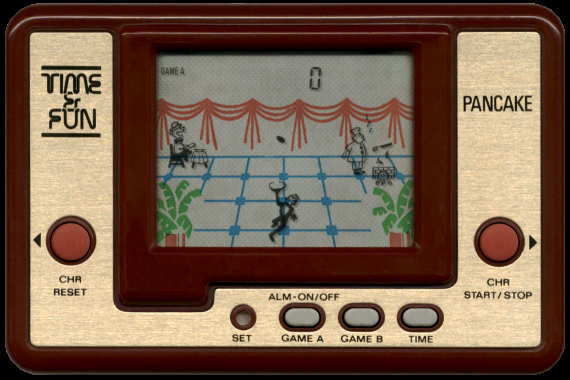 TIME
&
FUN
GAME A
0
PANCAKE
CHR
RESET
CHR
START/STOP
ALM-ON/OFF
SET
GAME A
GAME B
TIME